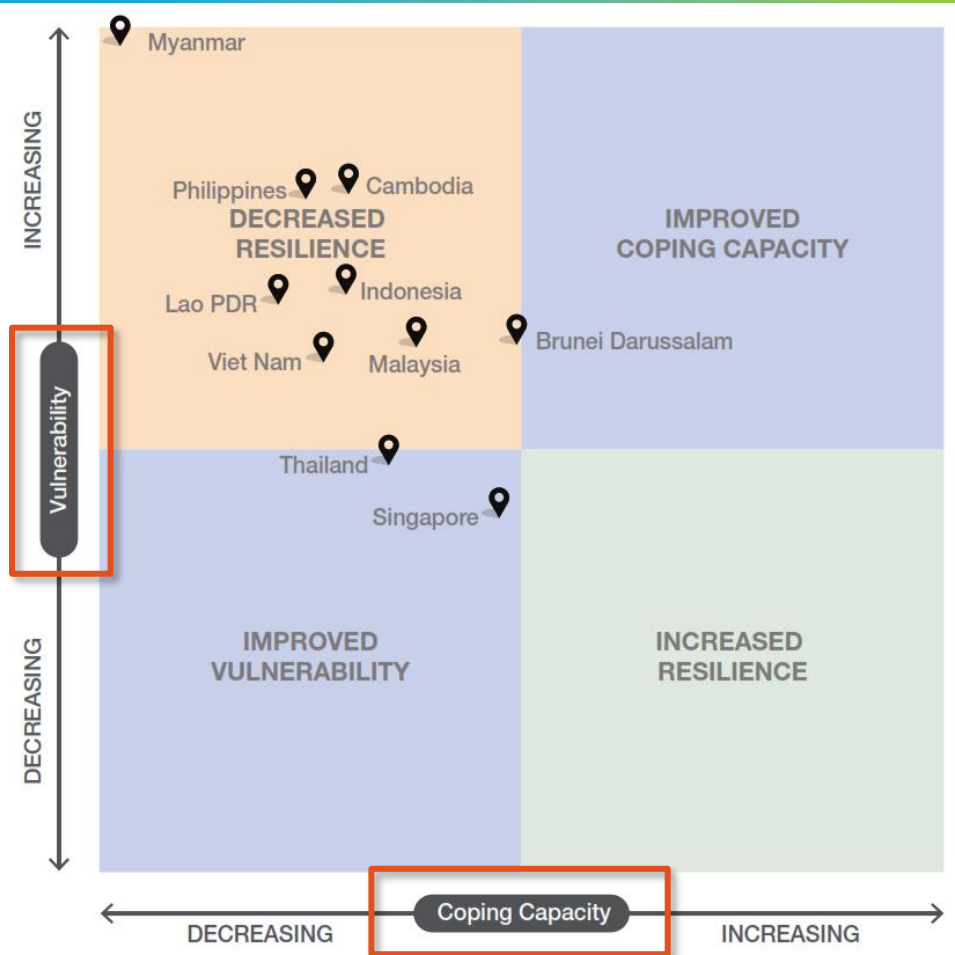 Myanmar
INCREASING
Philippines
Cambodia
DECREASED
RESILIENCE
IMPROVED
COPING CAPACITY
Lao PDR
Indonesia
Viet Nam
Malaysia
Brunei Darussalam
Vulnerability
Thailand
Singapore
DECREASING
IMPROVED
VULNERABILITY
INCREASED
RESILIENCE
Coping Capacity
DECREASING
INCREASING